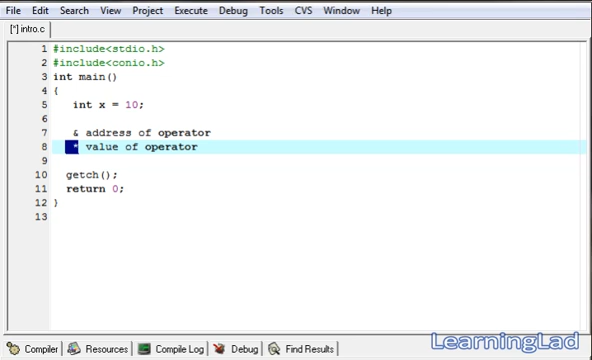 File Edit Search View Project Execute Debug Tools CVS Window Help
[*] intro.c
1 #include<stdio.h>
2 #include<conio.h>
3 int main()
4 {
5 int x = 10;
6
7 & address of operator
8 * value of operator
9
10 getch();
11 return 0;
12 }
13
LearningLad
Compiler Resources Compile Log Debug Find Results